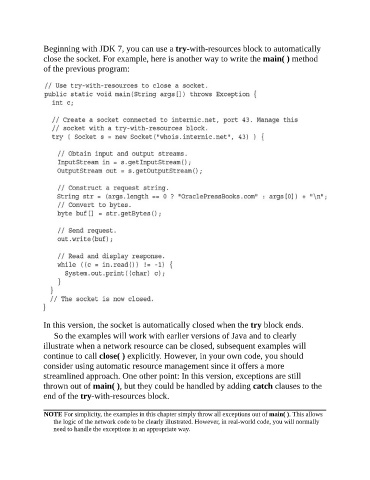 Beginning with JDK 7, you can use a try-with-resources block to automatically
close the socket. For example, here is another way to write the main( ) method
of the previous program:
// Use try-with-resources to close a socket.
public static void main(String args[]) throws Exception {
int c;
// Create a socket connected to internic.net, port 43. Manage this
// socket with a try-with-resources block.
try ( Socket s = new Socket("whois.internic.net", 43) ) {
// Obtain input and output streams.
InputStream in = s.getInputStream();
OutputStream out = s.getOutputStream();
// Construct a request string.
String str = (args.length == 0 ? "OraclePressBooks.com" : args[0]) + "\n";
// Convert to bytes.
byte buf[] = str.getBytes();
// Send request.
out.write(buf);
// Read and display response.
while ((c = in.read()) != -1) {
System.out.print((char) c);
}
}
// The socket is now closed.
}
In this version, the socket is automatically closed when the try block ends.
So the examples will work with earlier versions of Java and to clearly
illustrate when a network resource can be closed, subsequent examples will
continue to call close( ) explicitly. However, in your own code, you should
consider using automatic resource management since it offers a more
streamlined approach. One other point: In this version, exceptions are still
thrown out of main( ), but they could be handled by adding catch clauses to the
end of the try-with-resources block.
NOTE For simplicity, the examples in this chapter simply throw all exceptions out of main( ). This allows
the logic of the network code to be clearly illustrated. However, in real-world code, you will normally
need to handle the exceptions in an appropriate way.